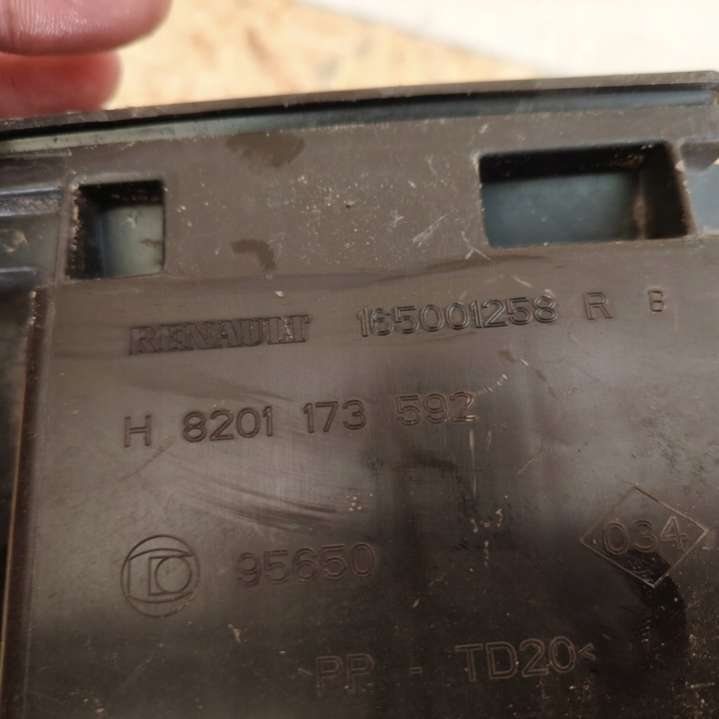 RENAULT 165001258 R B
H 8201 173 592
95650
034
PP - TD20<